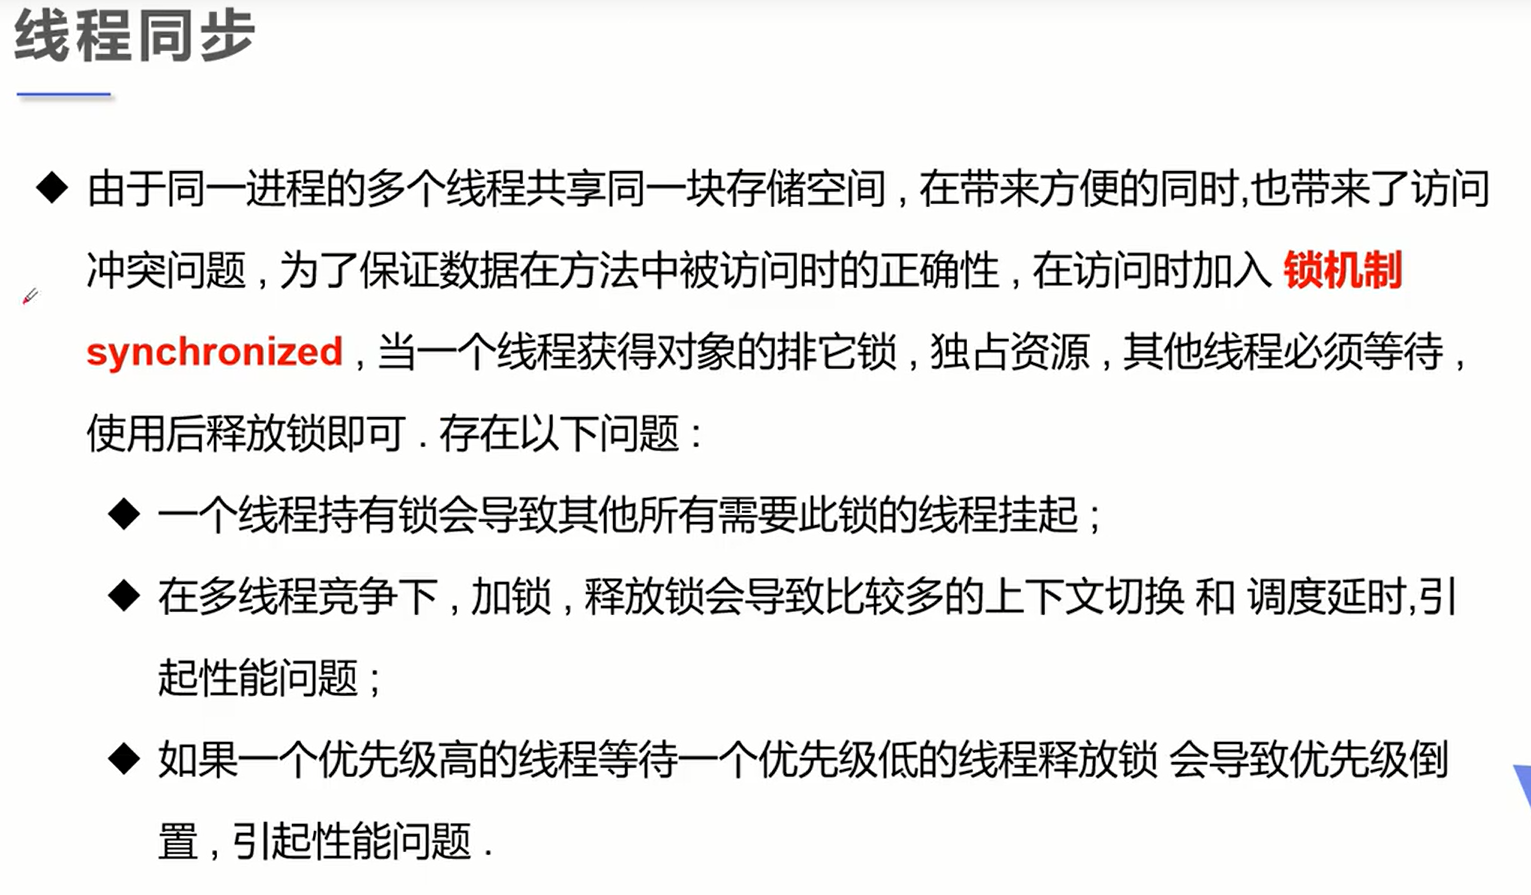 线程同步
由于同一进程的多个线程共享同一块存储空间 , 在带来方便的同时,也带来了访问
冲突问题 , 为了保证数据在方法中被访问时的正确性 , 在访问时加入 锁机制
synchronized , 当一个线程获得对象的排它锁 , 独占资源 , 其他线程必须等待 ,
使用后释放锁即可 . 存在以下问题 :
一个线程持有锁会导致其他所有需要此锁的线程挂起 ;
在多线程竞争下 , 加锁 , 释放锁会导致比较多的上下文切换 和 调度延时,引
起性能问题 ;
如果一个优先级高的线程等待一个优先级低的线程释放锁 会导致优先级倒
置 , 引起性能问题 .